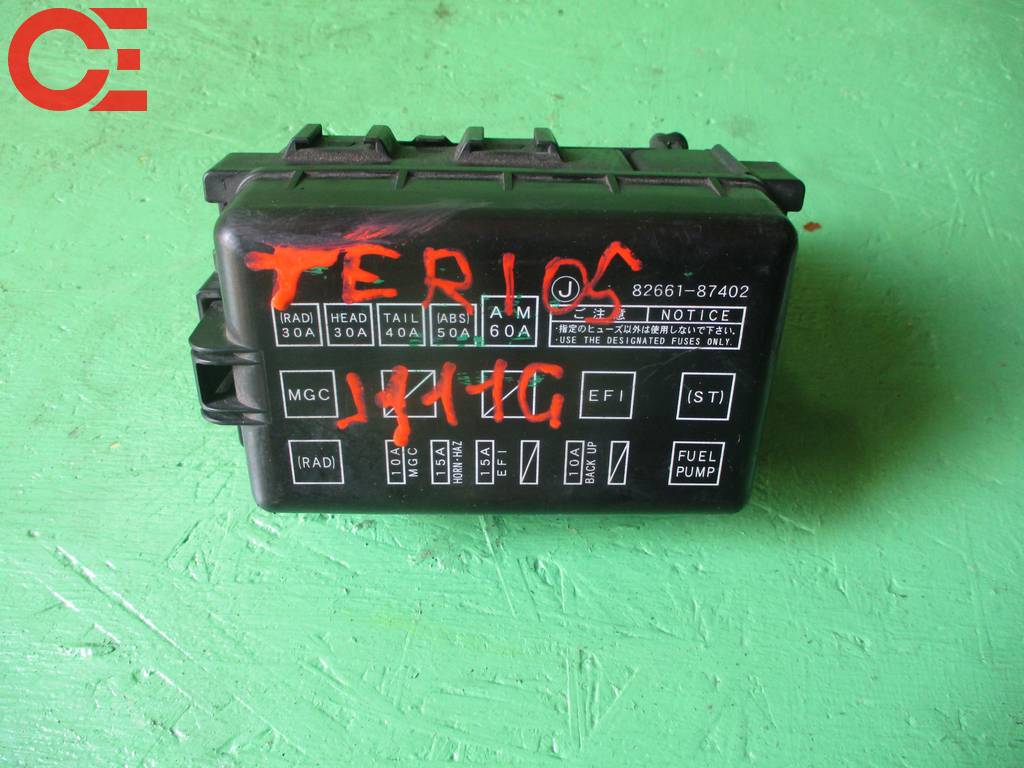 CE
TERIOS
J 82661-87402
(RAD) 30A HEAD 30A TAIL 40A (ABS) 50A 60A
ご注意 NOTICE
・指定のヒューズ以外は使用しないで下さい。
・USE THE DESIGNATED FUSES ONLY.
MGC EFI (ST)
J111G
(RAD) 10A MGC 15A HORN·HAZ 15A EFI 10A BACK UP FUEL PUMP